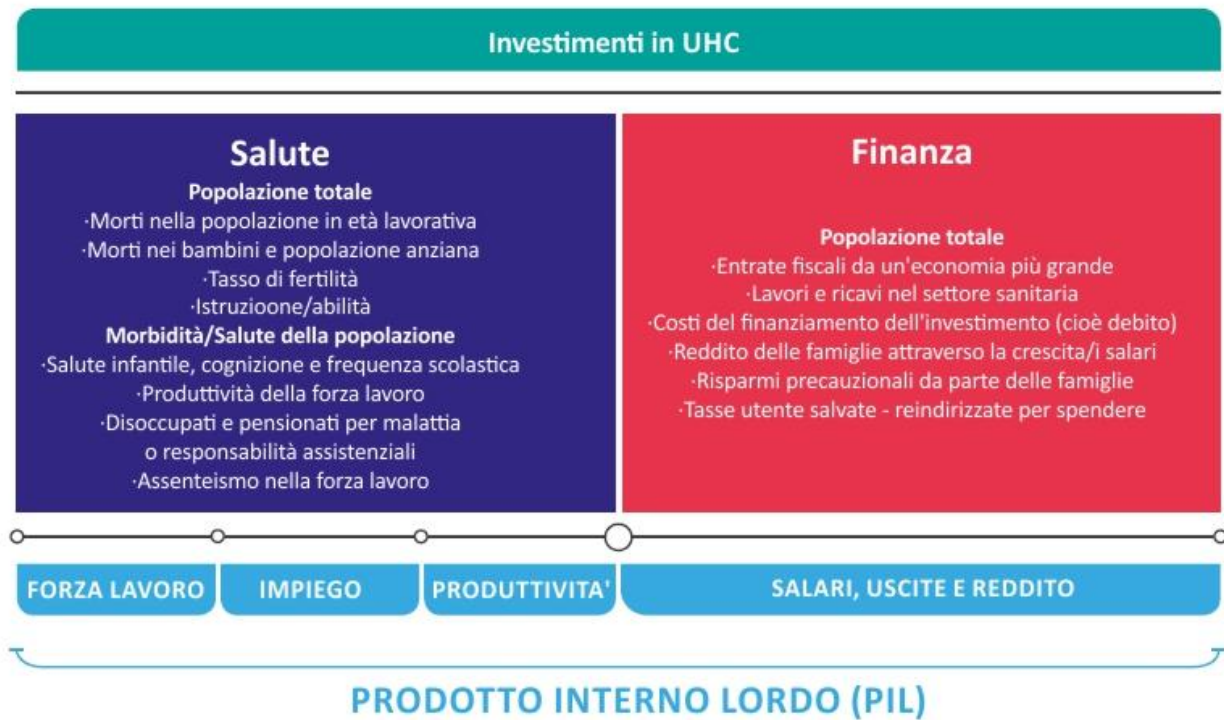 Investimenti in UHC
Salute
Popolazione totale
·Morti nella popolazione in età lavorativa
·Morti nei bambini e popolazione anziana
·Tasso di fertilità
·Istruzioone/abilità
Morbidità/Salute della popolazione
·Salute infantile, cognizione e frequenza scolastica
·Produttività della forza lavoro
·Disoccupati e pensionati per malattia
o responsabilità assistenziali
·Assenteismo nella forza lavoro
Finanza
Popolazione totale
·Entrate fiscali da un'economia più grande
·Lavori e ricavi nel settore sanitaria
·Costi del finanziamento dell'investimento (cioè debito)
·Reddito delle famiglie attraverso la crescita/i salari
·Risparmi precauzionali da parte delle famiglie
·Tasse utente salvate - reindirizzate per spendere
FORZA LAVORO
IMPIEGO
PRODUTTIVITA'
SALARI, USCITE E REDDITO
PRODOTTO INTERNO LORDO (PIL)